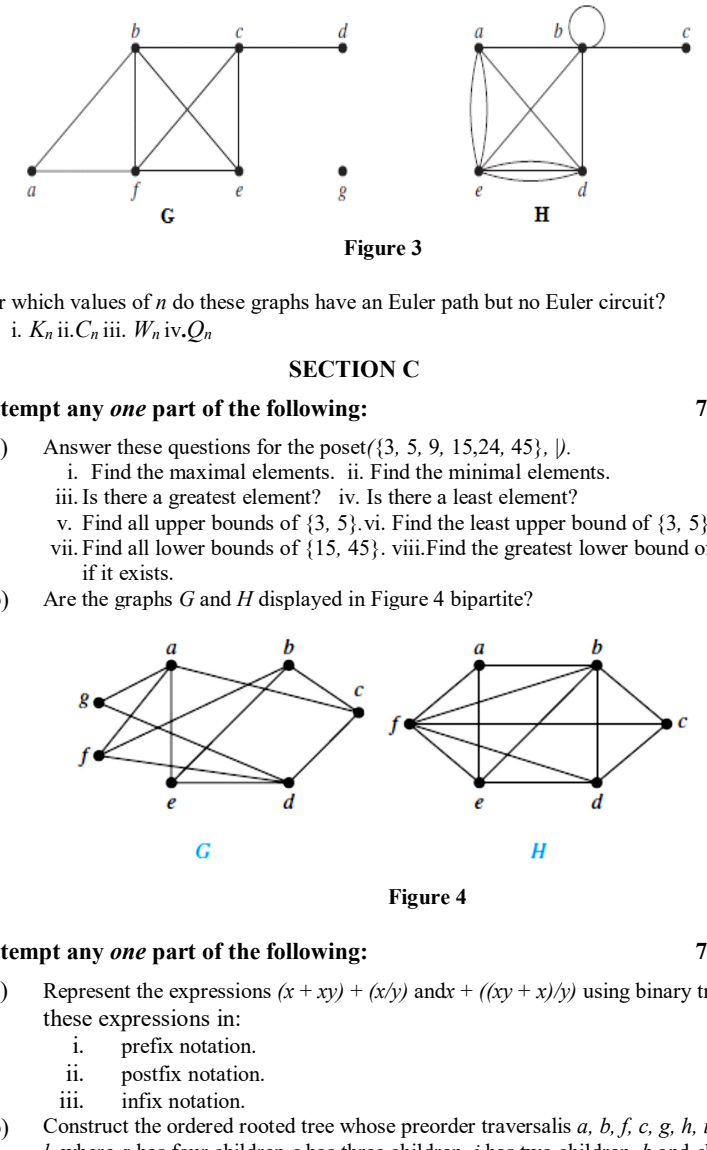 b c d a b c
a f e g e d
G H
Figure 3
r which values of n do these graphs have an Euler path but no Euler circuit?
i. Kn ii.Cn iii. Wn iv.Qn
SECTION C
tempt any one part of the following: 7
) Answer these questions for the poset({3, 5, 9, 15,24, 45}, |).
i. Find the maximal elements. ii. Find the minimal elements.
iii. Is there a greatest element? iv. Is there a least element?
v. Find all upper bounds of {3, 5}.vi. Find the least upper bound of {3, 5}
vii. Find all lower bounds of {15, 45}. viii.Find the greatest lower bound o
if it exists.
) Are the graphs G and H displayed in Figure 4 bipartite?
a b a b
g c f c
f
e d e d
G H
Figure 4
tempt any one part of the following: 7
) Represent the expressions (x + xy) + (x/y) andx + ((xy + x)/y) using binary tr
these expressions in:
i. prefix notation.
ii. postfix notation.
iii. infix notation.
) Construct the ordered rooted tree whose preorder traversalis a, b, f, c, g, h, i